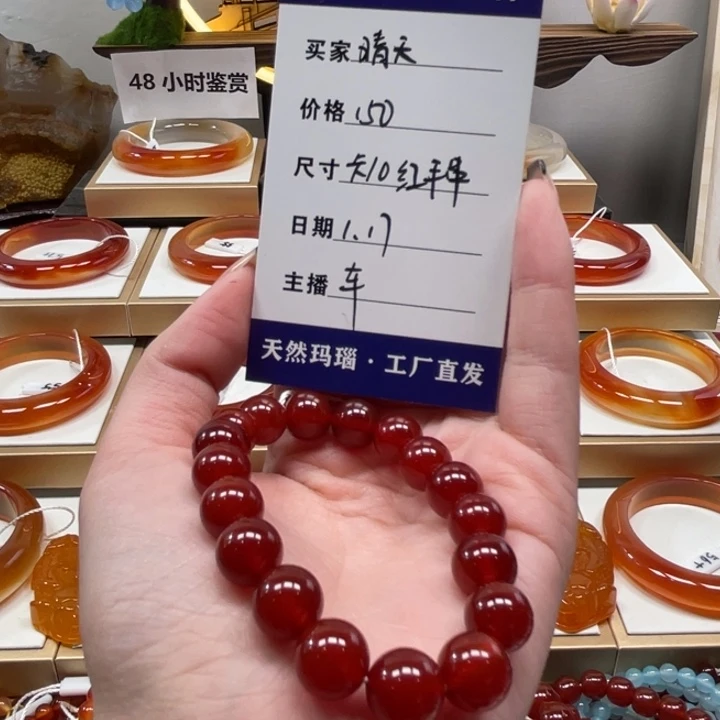 买家 晴天
48 小时鉴赏
价格 150
尺寸 卡10红手串
日期 1.17
主播 车
天然玛瑙·工厂直发